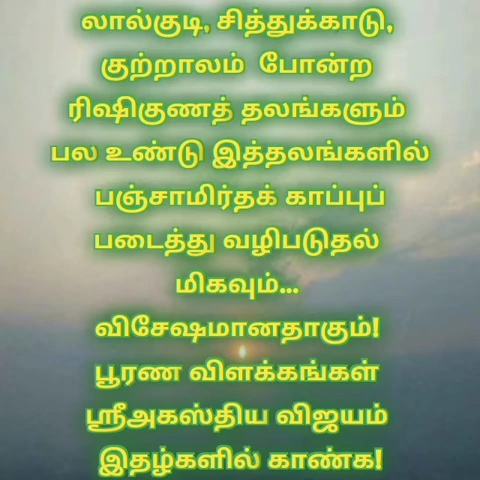 லால்குடி, சித்துக்காடு,
குற்றாலம் போன்ற
ரிஷிகுணத் தலங்களும்
பல உண்டு இத்தலங்களில்
பஞ்சாமிர்தக் காப்புப்
படைத்து வழிபடுதல்
மிகவும்...
விசேஷமானதாகும்!
பூரண விளக்கங்கள்
ஸ்ரீஅகஸ்திய விஜயம்
இதழ்களில் காண்க!